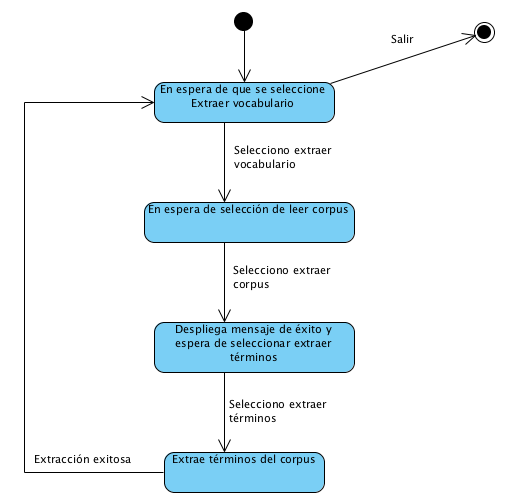 Salir
En espera de que se seleccione
Extraer vocabulario
Selecciono extraer
vocabulario
En espera de selección de leer corpus
Selecciono extraer
corpus
Despliega mensaje de éxito y
espera de seleccionar extraer
términos
Selecciono extraer
términos
Extracción exitosa
Extrae términos del corpus